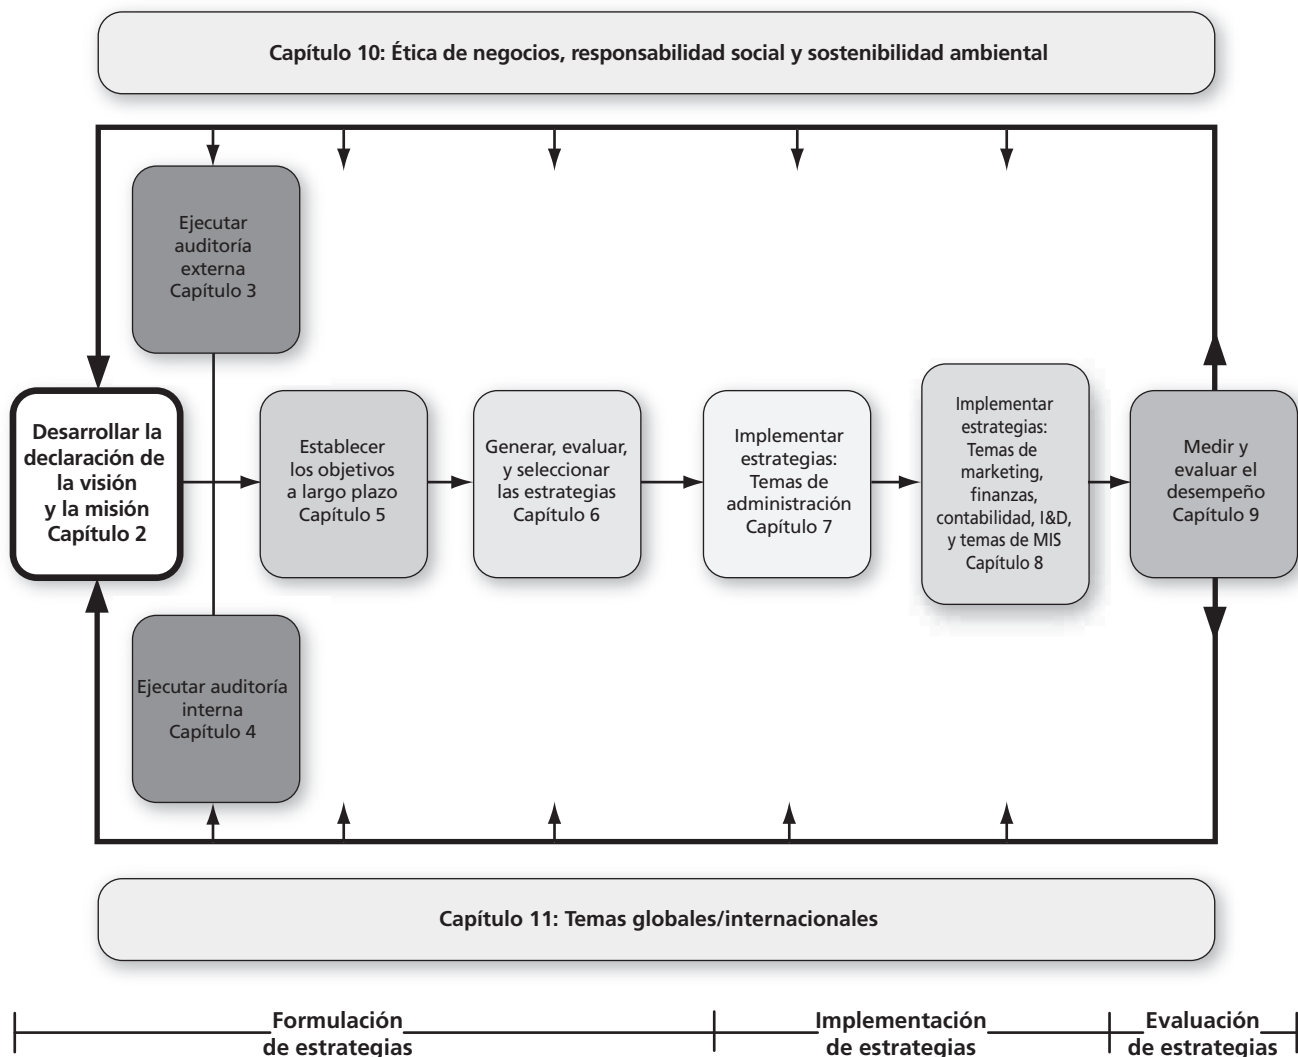 Capítulo 10: Ética de negocios, responsabilidad social y sostenibilidad ambiental
Ejecutar
auditoría
externa
Capítulo 3
Desarrollar la
declaración de
la visión
y la misión
Capítulo 2
Establecer
los objetivos
a largo plazo
Capítulo 5
Generar, evaluar,
y seleccionar
las estrategias
Capítulo 6
Implementar
estrategias:
Temas de
administración
Capítulo 7
Implementar
estrategias:
Temas de
marketing,
finanzas,
contabilidad, I&D,
y temas de MIS
Capítulo 8
Medir y
evaluar el
desempeño
Capítulo 9
Ejecutar auditoría
interna
Capítulo 4
Capítulo 11: Temas globales/internacionales
Formulación
de estrategias
Implementación
de estrategias
Evaluación
de estrategias